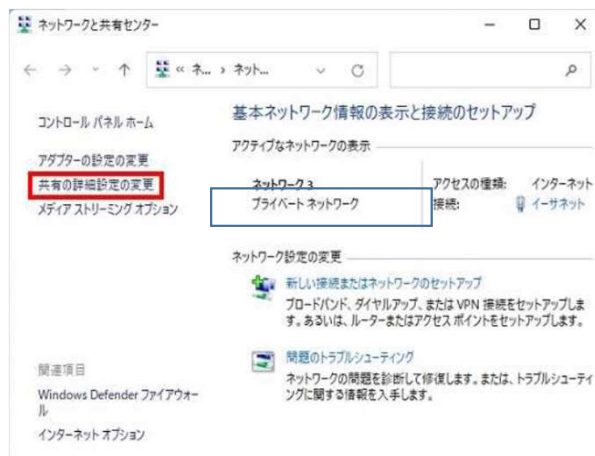 ネットワークと共有センター
« ネ... › ネット...
コントロール パネル ホーム
アダプターの設定の変更
共有の詳細設定の変更
メディア ストリーミング オプション
基本ネットワーク情報の表示と接続のセットアップ
アクティブなネットワークの表示
ネットワーク 3
プライベート ネットワーク
アクセスの種類: インターネット
接続: イーサネット
ネットワーク設定の変更
新しい接続またはネットワークのセットアップ
ブロードバンド、ダイヤルアップ、または VPN 接続をセットアップしま
す。あるいは、ルーターまたはアクセス ポイントをセットアップします。
問題のトラブルシューティング
ネットワークの問題を診断して修復します。または、トラブルシューティ
ングに関する情報を入手します。
関連項目
Windows Defender ファイアウォー
ル
インターネット オプション